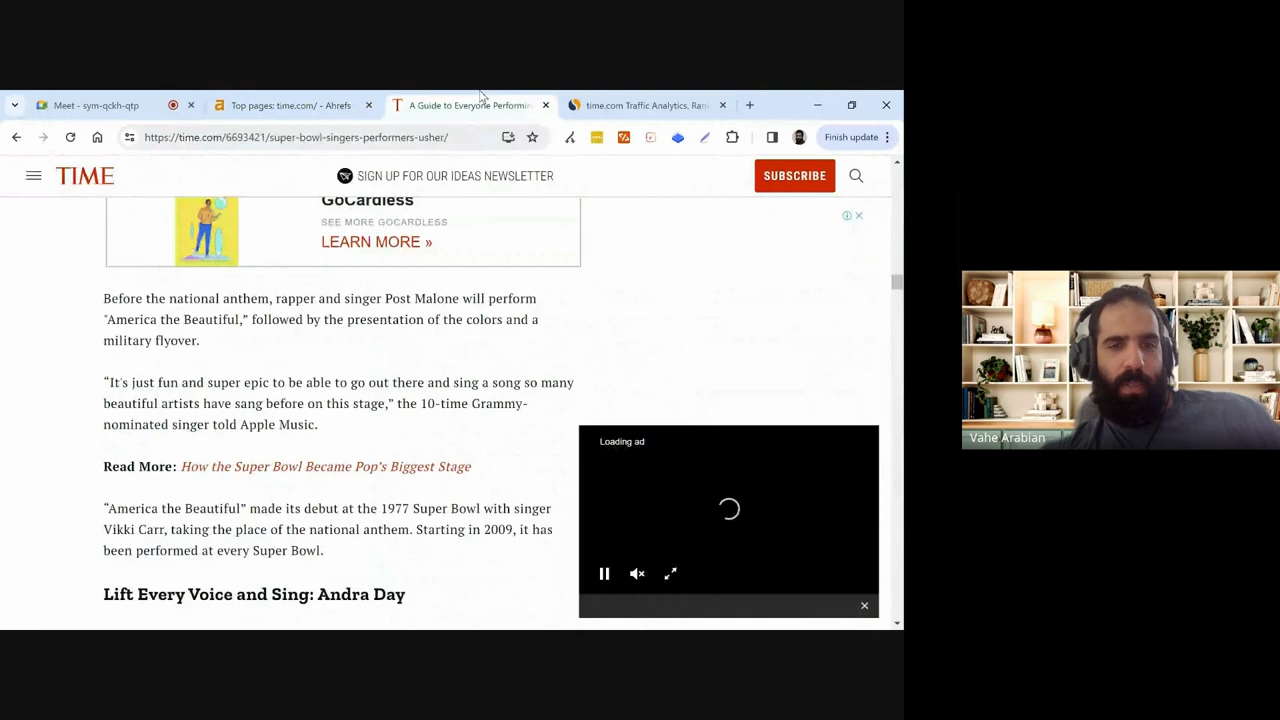 Meet - sym-qckh-qtp
Top pages: time.com/ - Ahrefs
A Guide to Everyone Performin
time.com Traffic Analytics, Ran
https://time.com/6693421/super-bowl-singers-performers-usher/
Finish update
TIME
SIGN UP FOR OUR IDEAS NEWSLETTER
SUBSCRIBE
GoCardless
SEE MORE GOCARDLESS
LEARN MORE »
Before the national anthem, rapper and singer Post Malone will perform
"America the Beautiful,” followed by the presentation of the colors and a
military flyover.
“It's just fun and super epic to be able to go out there and sing a song so many
beautiful artists have sang before on this stage,” the 10-time Grammy-
nominated singer told Apple Music.
Read More: How the Super Bowl Became Pop’s Biggest Stage
“America the Beautiful” made its debut at the 1977 Super Bowl with singer
Vikki Carr, taking the place of the national anthem. Starting in 2009, it has
been performed at every Super Bowl.
Lift Every Voice and Sing: Andra Day
Loading ad
Vahe Arabian